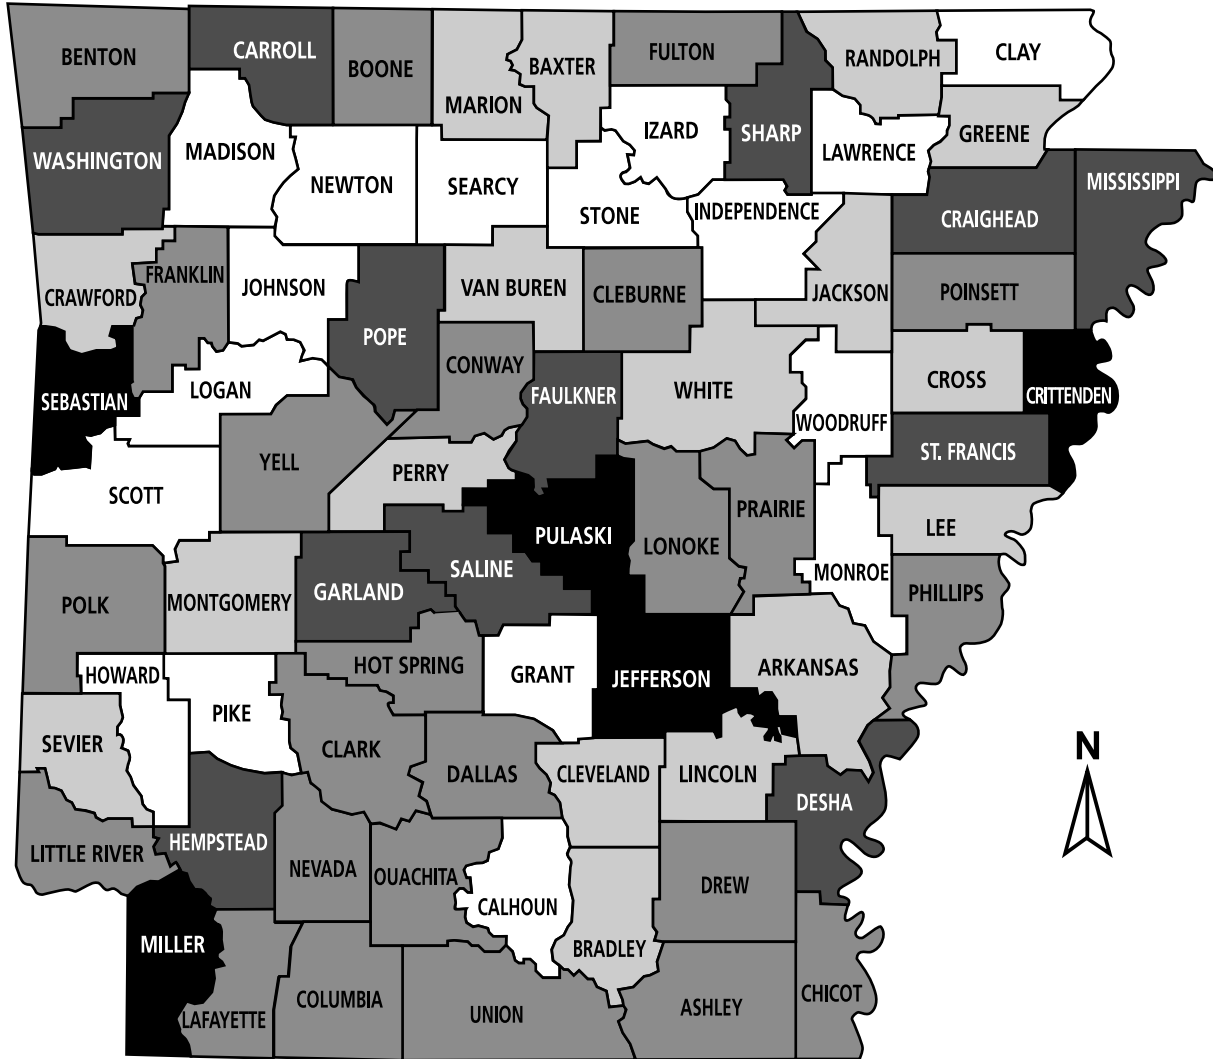 BENTON
CARROLL
BOONE
MARION
BAXTER
FULTON
RANDOLPH
CLAY
WASHINGTON
MADISON
NEWTON
SEARCY
STONE
IZARD
SHARP
LAWRENCE
GREENE
INDEPENDENCE
CRAIGHEAD
MISSISSIPPI
CRAWFORD
FRANKLIN
JOHNSON
POPE
VAN BUREN
CLEBURNE
JACKSON
POINSETT
SEBASTIAN
LOGAN
CONWAY
FAULKNER
WHITE
WOODRUFF
CROSS
CRITTENDEN
SCOTT
YELL
PERRY
PULASKI
LONOKE
PRAIRIE
ST. FRANCIS
LEE
MONROE
PHILLIPS
POLK
MONTGOMERY
GARLAND
SALINE
HOT SPRING
GRANT
JEFFERSON
ARKANSAS
HOWARD
PIKE
CLARK
DALLAS
CLEVELAND
LINCOLN
DESHA
N
SEVIER
LITTLE RIVER
HEMPSTEAD
NEVADA
OUACHITA
CALHOUN
BRADLEY
DREW
MILLER
LAFAYETTE
COLUMBIA
UNION
ASHLEY
CHICOT